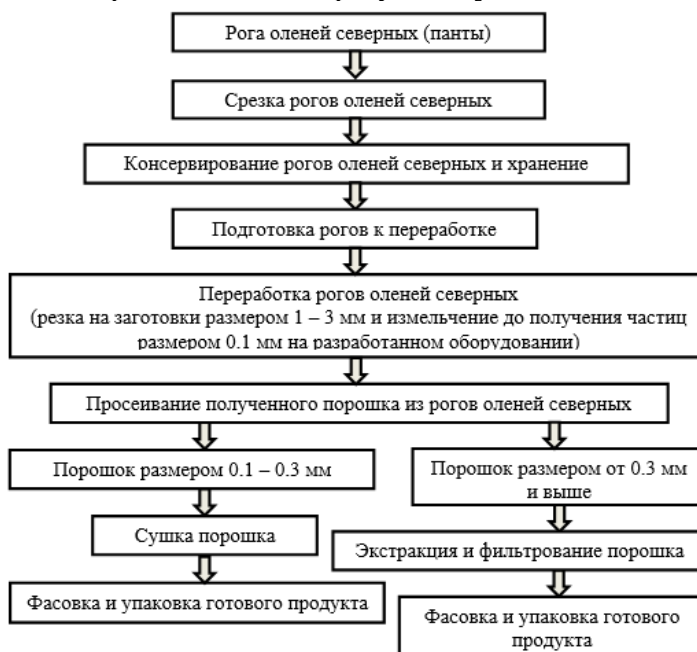 Рога оленей северных (панты)
Срезка рогов оленей северных
Консервирование рогов оленей северных и хранение
Подготовка рогов к переработке
Переработка рогов оленей северных
(резка на заготовки размером 1 – 3 мм и измельчение до получения частиц
размером 0.1 мм на разработанном оборудовании)
Просеивание полученного порошка из рогов оленей северных
Порошок размером 0.1 – 0.3 мм
Сушка порошка
Фасовка и упаковка готового продукта
Порошок размером от 0.3 мм
и выше
Экстракция и фильтрование порошка
Фасовка и упаковка готового
продукта